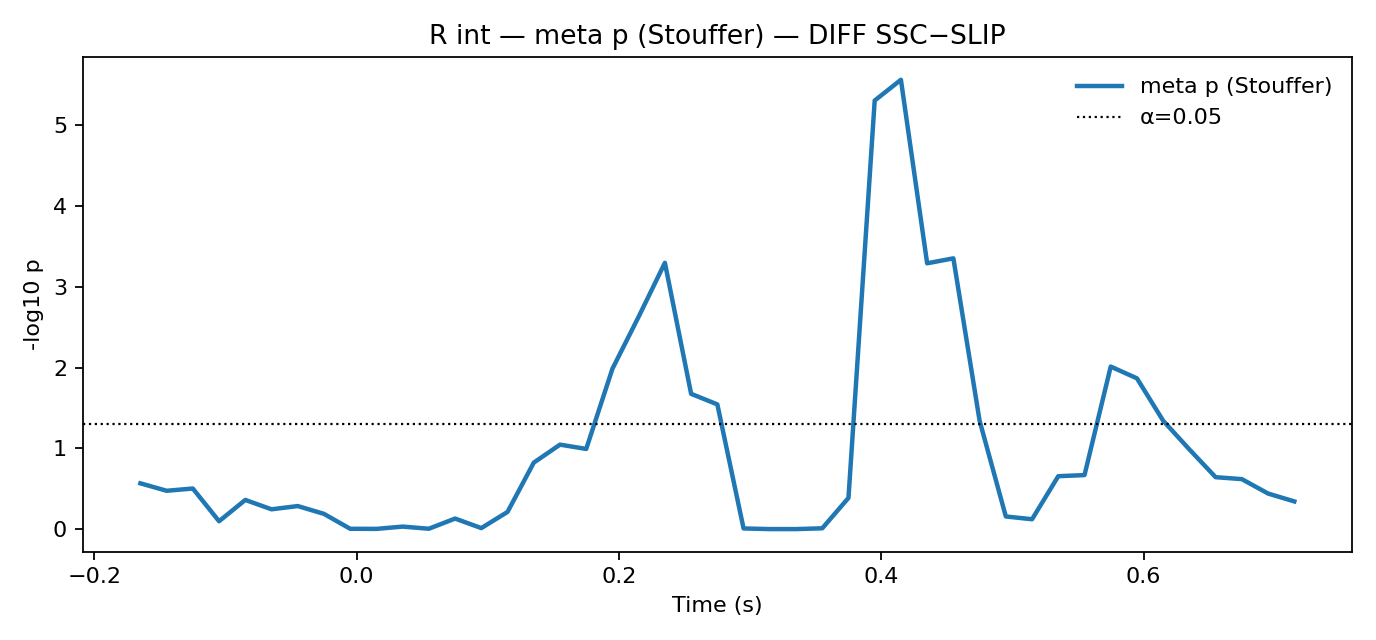 R int — meta p (Stouffer) — DIFF SSC−SLIP
meta p (Stouffer)
α=0.05
-log10 p
5
4
3
2
1
0
−0.2
0.0
0.2
0.4
0.6
Time (s)